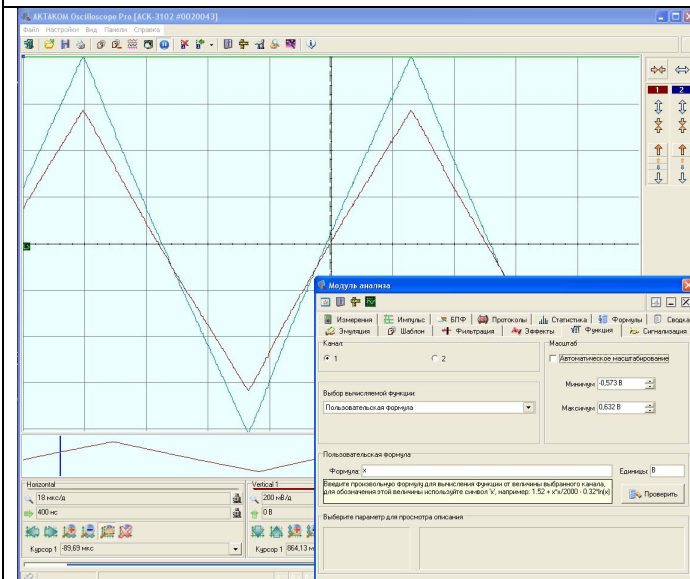 AKTAKOM Oscilloscope Pro [ACK-3102 #0020043]
Файл Настройки Вид Панели Справка
1 2
Модуль анализа
Измерения Импульс БПФ Протоколы Статистика Формулы Сводка
Эмуляция Шаблон Фильтрация Эффекты Функция Сигнализация
Канал
1 2
Масштаб
Автоматическое масштабирование
Минимум -0,573 В
Максимум 0,632 В
Выбор вычисляемой функции:
Пользовательская формула
Пользовательская формула
Формула: x Единицы: В
Введите произвольную формулу для вычисления функции от величины выбранного канала,
для обозначения этой величины используйте символ 'x', например: 1.52 + x*x/2000 - 0.32*ln(x)
Проверить
Выберите параметр для просмотра описания
Horizontal
18 мкс/д
400 нс
Курсор 1 -89,69 мкс
Vertical 1
200 мВ/д
0 В
Курсор 1 864,13 м